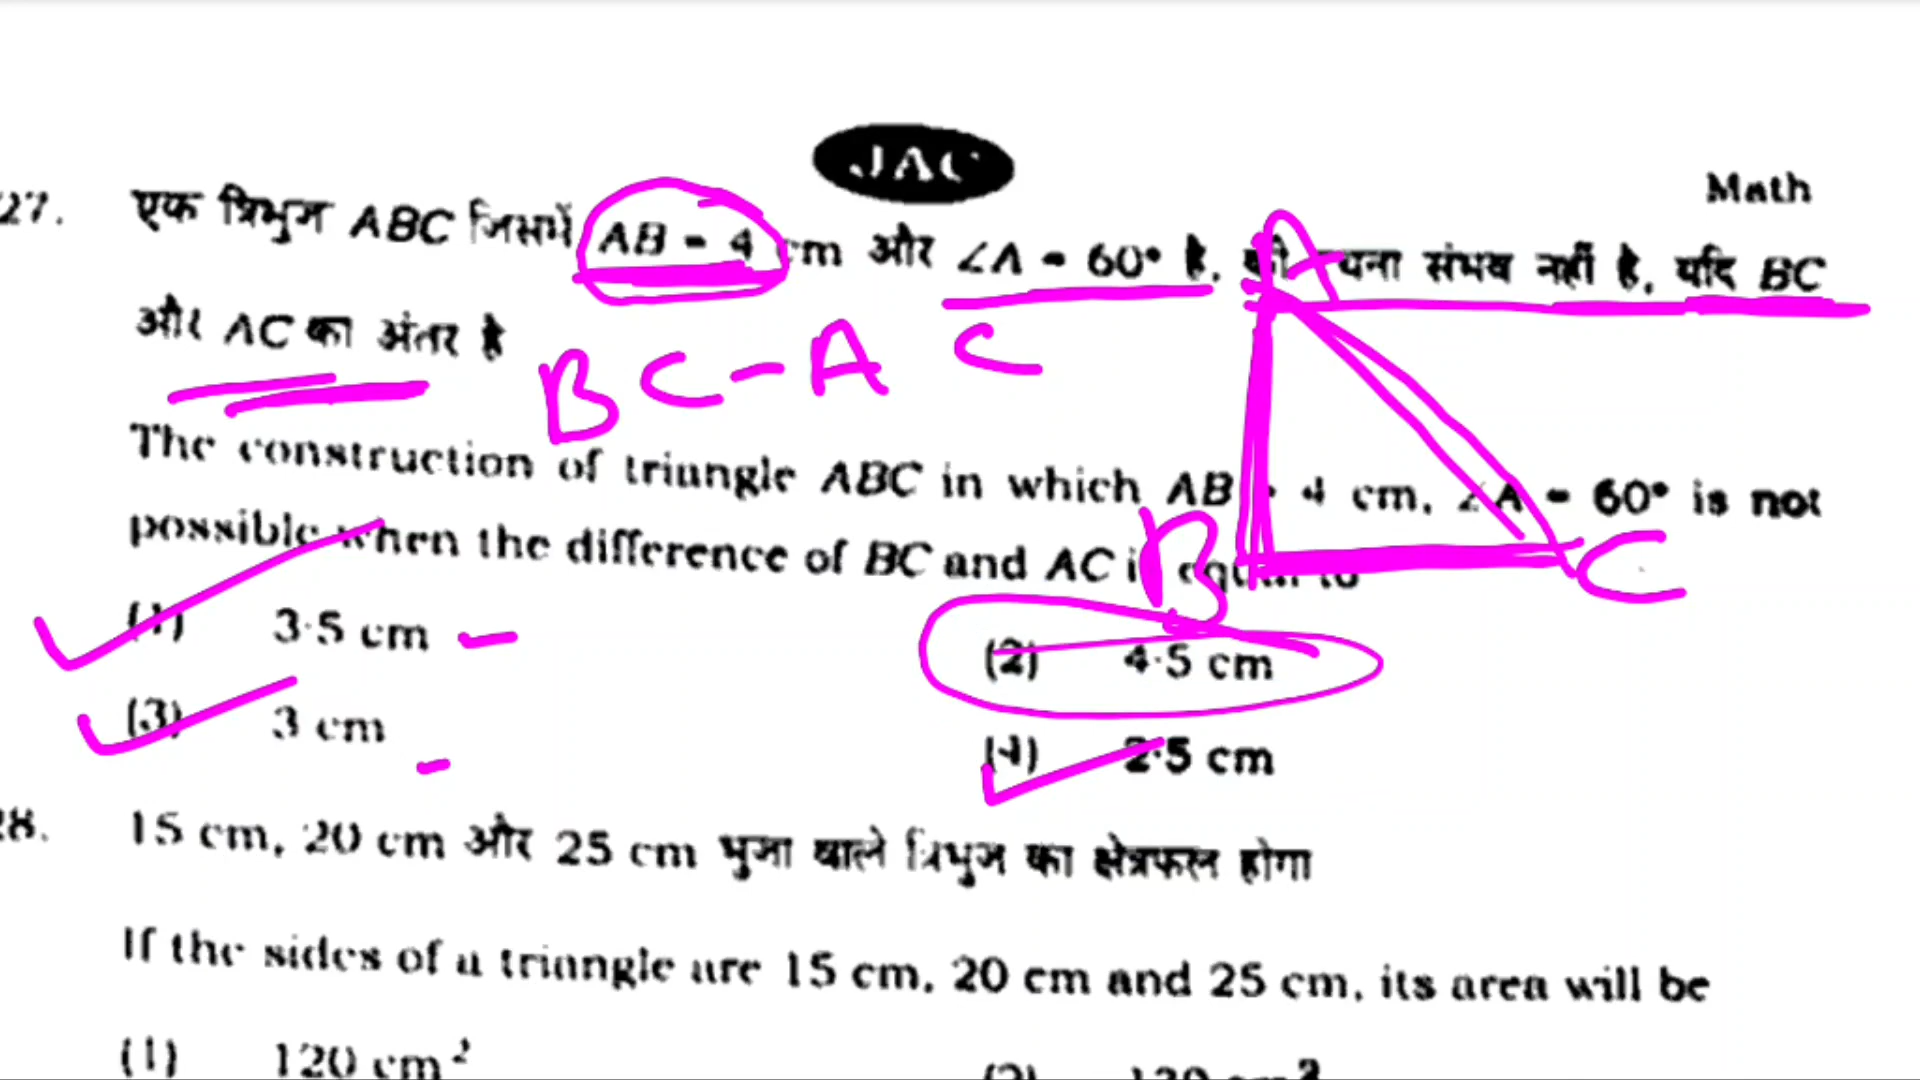 JAC
Math
27. एक त्रिभुज ABC जिसमें AB = 4 cm और ∠A = 60° है, की रचना संभव नहीं है, यदि BC
और AC का अंतर है
BC - AC
A
The construction of triangle ABC in which AB = 4 cm, ∠A = 60° is not
possible when the difference of BC and AC is equal to
B
C
(1) 3·5 cm
(2) 4·5 cm
(3) 3 cm
(4) 2·5 cm
28. 15 cm, 20 cm और 25 cm भुजा वाले त्रिभुज का क्षेत्रफल होगा
If the sides of a triangle are 15 cm, 20 cm and 25 cm, its area will be
(1) 120 cm²
(2)